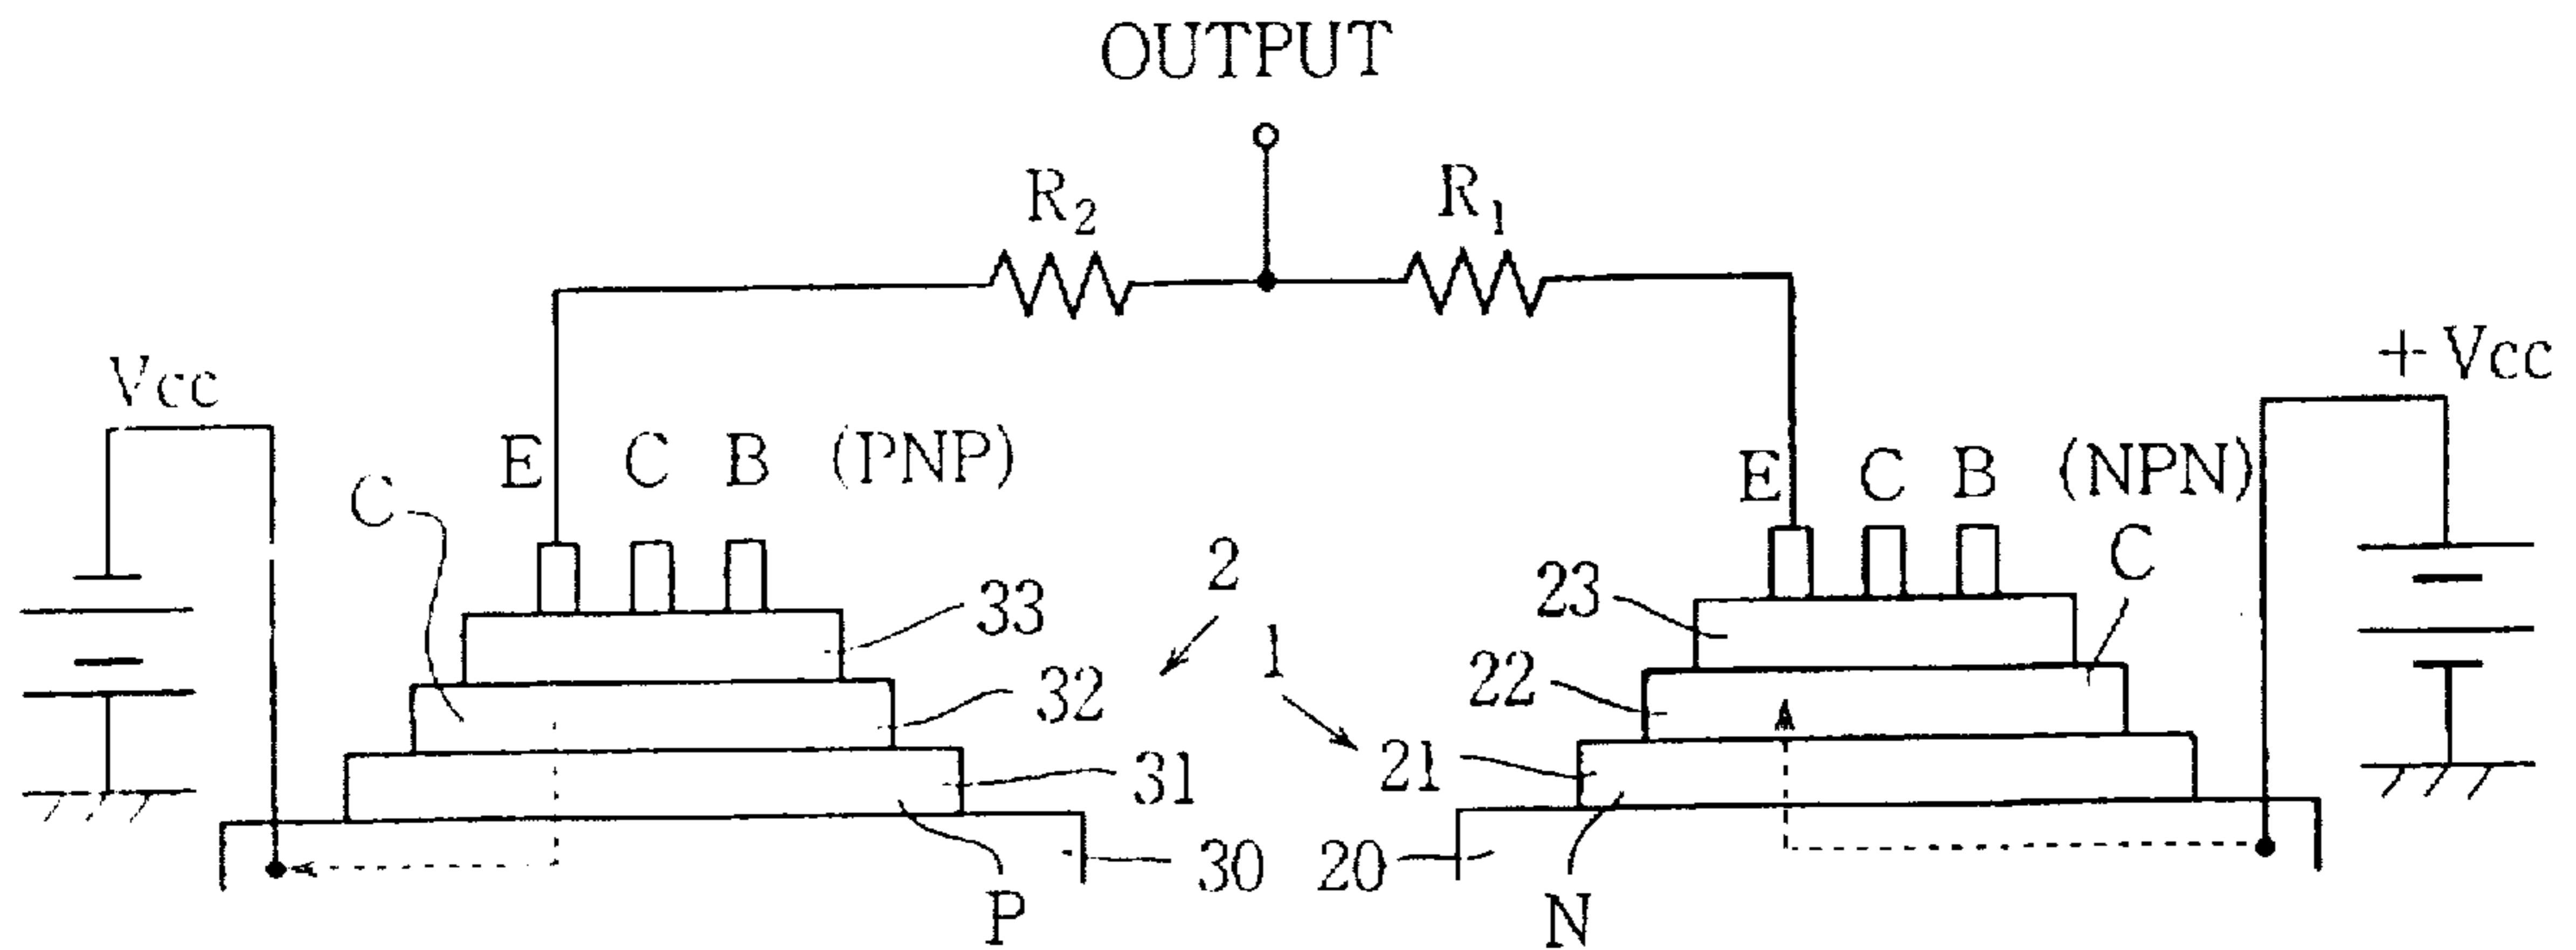 OUTPUT
R2 R1
Vcc + Vcc
E C B (PNP) E C B (NPN)
C C
2
33 23
1
32 22
31 21
30 20
P N